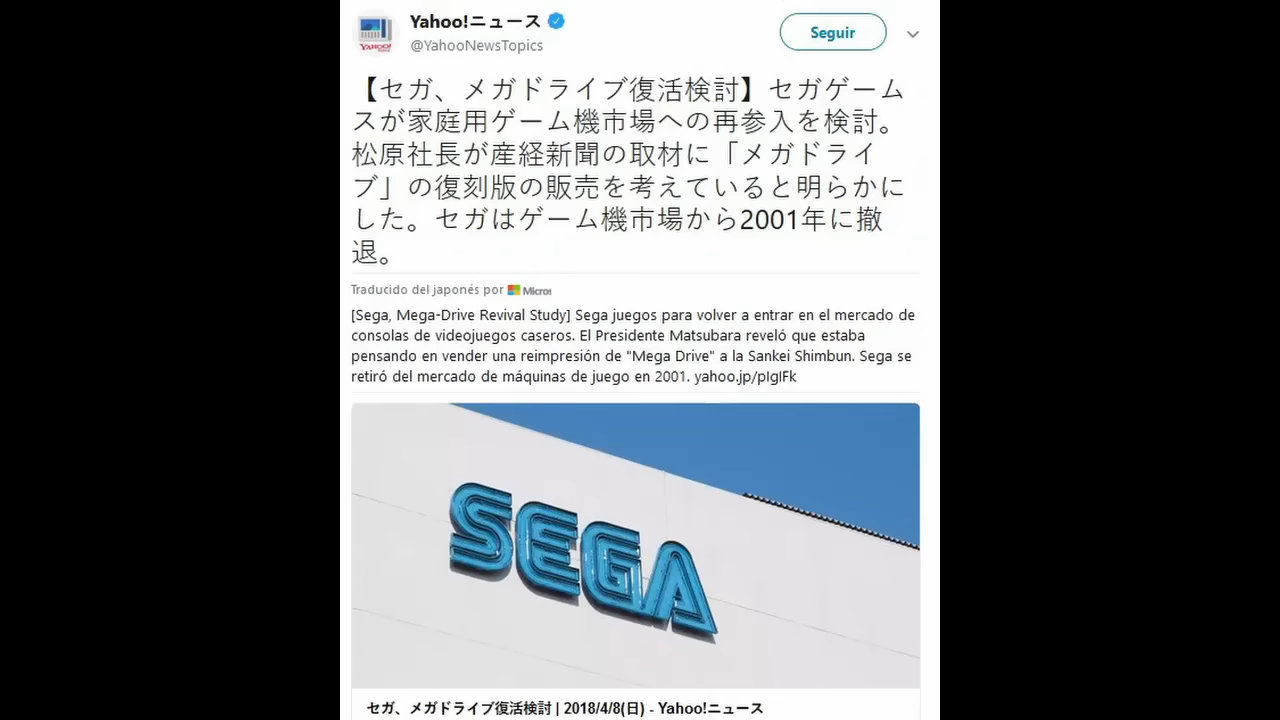 Yahoo!ニュース
@YahooNewsTopics
Seguir
【セガ、メガドライブ復活検討】セガゲーム
スが家庭用ゲーム機市場への再参入を検討。
松原社長が産経新聞の取材に「メガドライ
ブ」の復刻版の販売を考えていると明らかに
した。セガはゲーム機市場から2001年に撤
退。
Traducido del japonés por Micros
[Sega, Mega-Drive Revival Study] Sega juegos para volver a entrar en el mercado de
consolas de videojuegos caseros. El Presidente Matsubara reveló que estaba
pensando en vender una reimpresión de "Mega Drive" a la Sankei Shimbun. Sega se
retiró del mercado de máquinas de juego en 2001. yahoo.jp/pIgIFk
SEGA
セガ、メガドライブ復活検討 | 2018/4/8(日) - Yahoo!ニュース